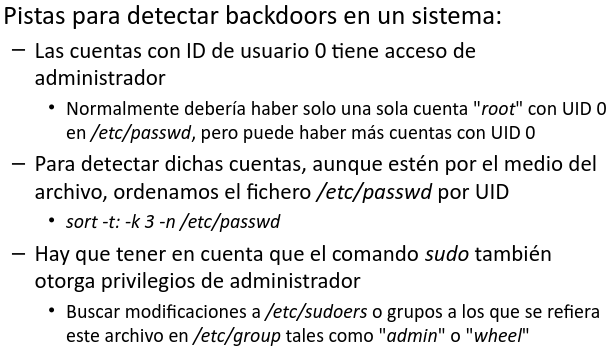 Pistas para detectar backdoors en un sistema:
– Las cuentas con ID de usuario 0 tiene acceso de
administrador
• Normalmente debería haber solo una sola cuenta "root" con UID 0
en /etc/passwd, pero puede haber más cuentas con UID 0
– Para detectar dichas cuentas, aunque estén por el medio del
archivo, ordenamos el fichero /etc/passwd por UID
• sort -t: -k 3 -n /etc/passwd
– Hay que tener en cuenta que el comando sudo también
otorga privilegios de administrador
• Buscar modificaciones a /etc/sudoers o grupos a los que se refiera
este archivo en /etc/group tales como "admin" o "wheel"